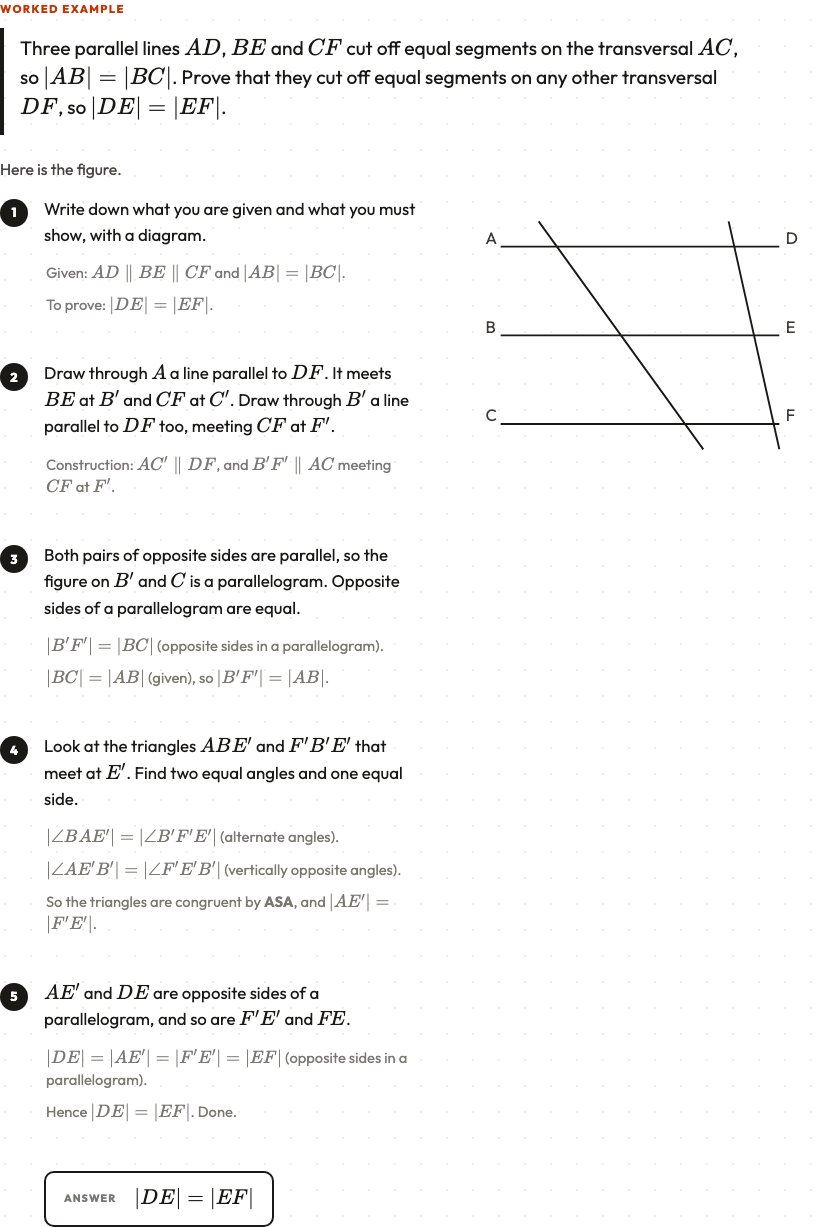 WORKED EXAMPLE
Three parallel lines AD, BE and CF cut off equal segments on the transversal AC,
so |AB| = |BC|. Prove that they cut off equal segments on any other transversal
DF, so |DE| = |EF|.
Here is the figure.
1 Write down what you are given and what you must
show, with a diagram.
Given: AD ∥ BE ∥ CF and |AB| = |BC|.
To prove: |DE| = |EF|.
A D
B E
C F
2 Draw through A a line parallel to DF. It meets
BE at B′ and CF at C′. Draw through B′ a line
parallel to DF too, meeting CF at F′.
Construction: AC′ ∥ DF, and B′F′ ∥ AC meeting
CF at F′.
3 Both pairs of opposite sides are parallel, so the
figure on B′ and C is a parallelogram. Opposite
sides of a parallelogram are equal.
|B′F′| = |BC| (opposite sides in a parallelogram).
|BC| = |AB| (given), so |B′F′| = |AB|.
4 Look at the triangles ABE′ and F′B′E′ that
meet at E′. Find two equal angles and one equal
side.
|∠BAE′| = |∠B′F′E′| (alternate angles).
|∠AE′B′| = |∠F′E′B′| (vertically opposite angles).
So the triangles are congruent by ASA, and |AE′| =
|F′E′|.
5 AE′ and DE are opposite sides of a
parallelogram, and so are F′E′ and FE.
|DE| = |AE′| = |F′E′| = |EF| (opposite sides in a
parallelogram).
Hence |DE| = |EF|. Done.
ANSWER |DE| = |EF|